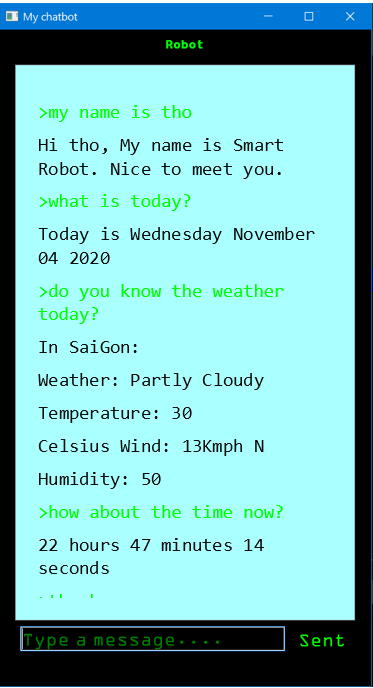 My chatbot
Robot
>my name is tho
Hi tho, My name is Smart
Robot. Nice to meet you.
>what is today?
Today is Wednesday November
04 2020
>do you know the weather
today?
In SaiGon:
Weather: Partly Cloudy
Temperature: 30
Celsius Wind: 13Kmph N
Humidity: 50
>how about the time now?
22 hours 47 minutes 14
seconds
Type a message....
Sent